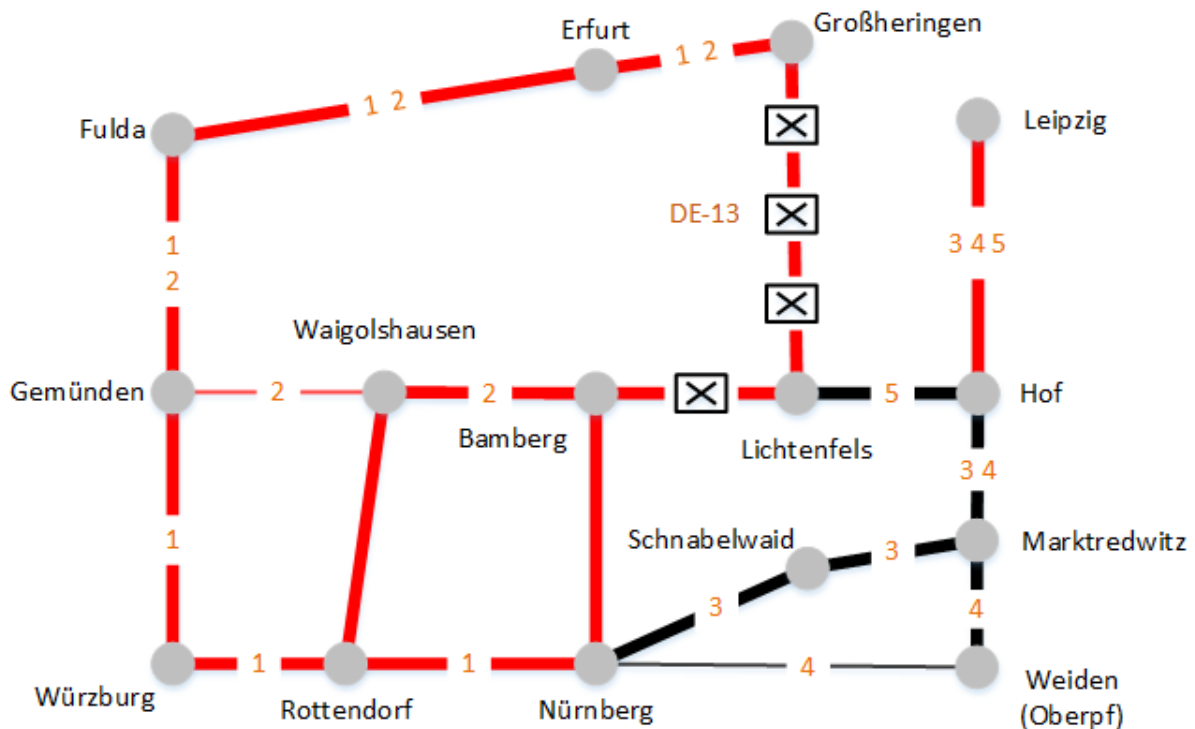 Großheringen
Erfurt
1 2
1 2
Fulda
Leipzig
DE-13
1
2
3 4 5
Waigolshausen
Gemünden
2
2
5
Hof
Bamberg
Lichtenfels
3 4
Schnabelwaid
1
3
Marktredwitz
3
4
1
1
4
Würzburg
Rottendorf
Nürnberg
Weiden
(Oberpf)